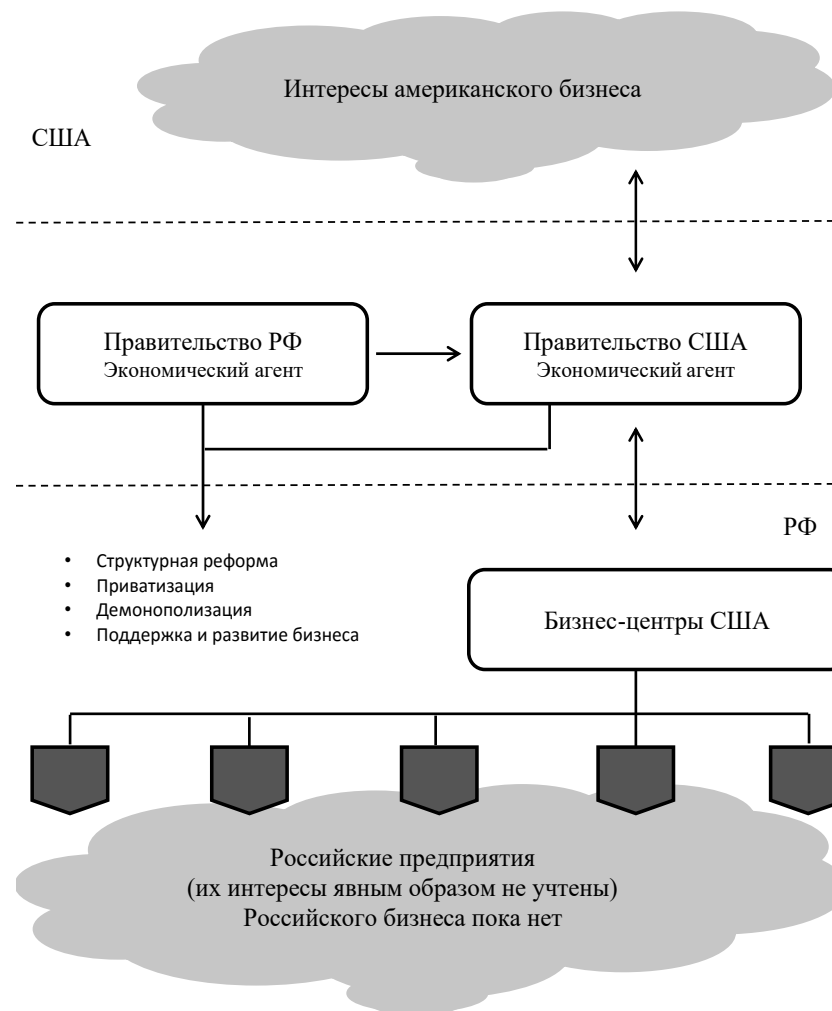 Интересы американского бизнеса
США
Правительство РФ
Экономический агент
Правительство США
Экономический агент
РФ
• Структурная реформа
• Приватизация
• Демонополизация
• Поддержка и развитие бизнеса
Бизнес-центры США
Российские предприятия
(их интересы явным образом не учтены)
Российского бизнеса пока нет